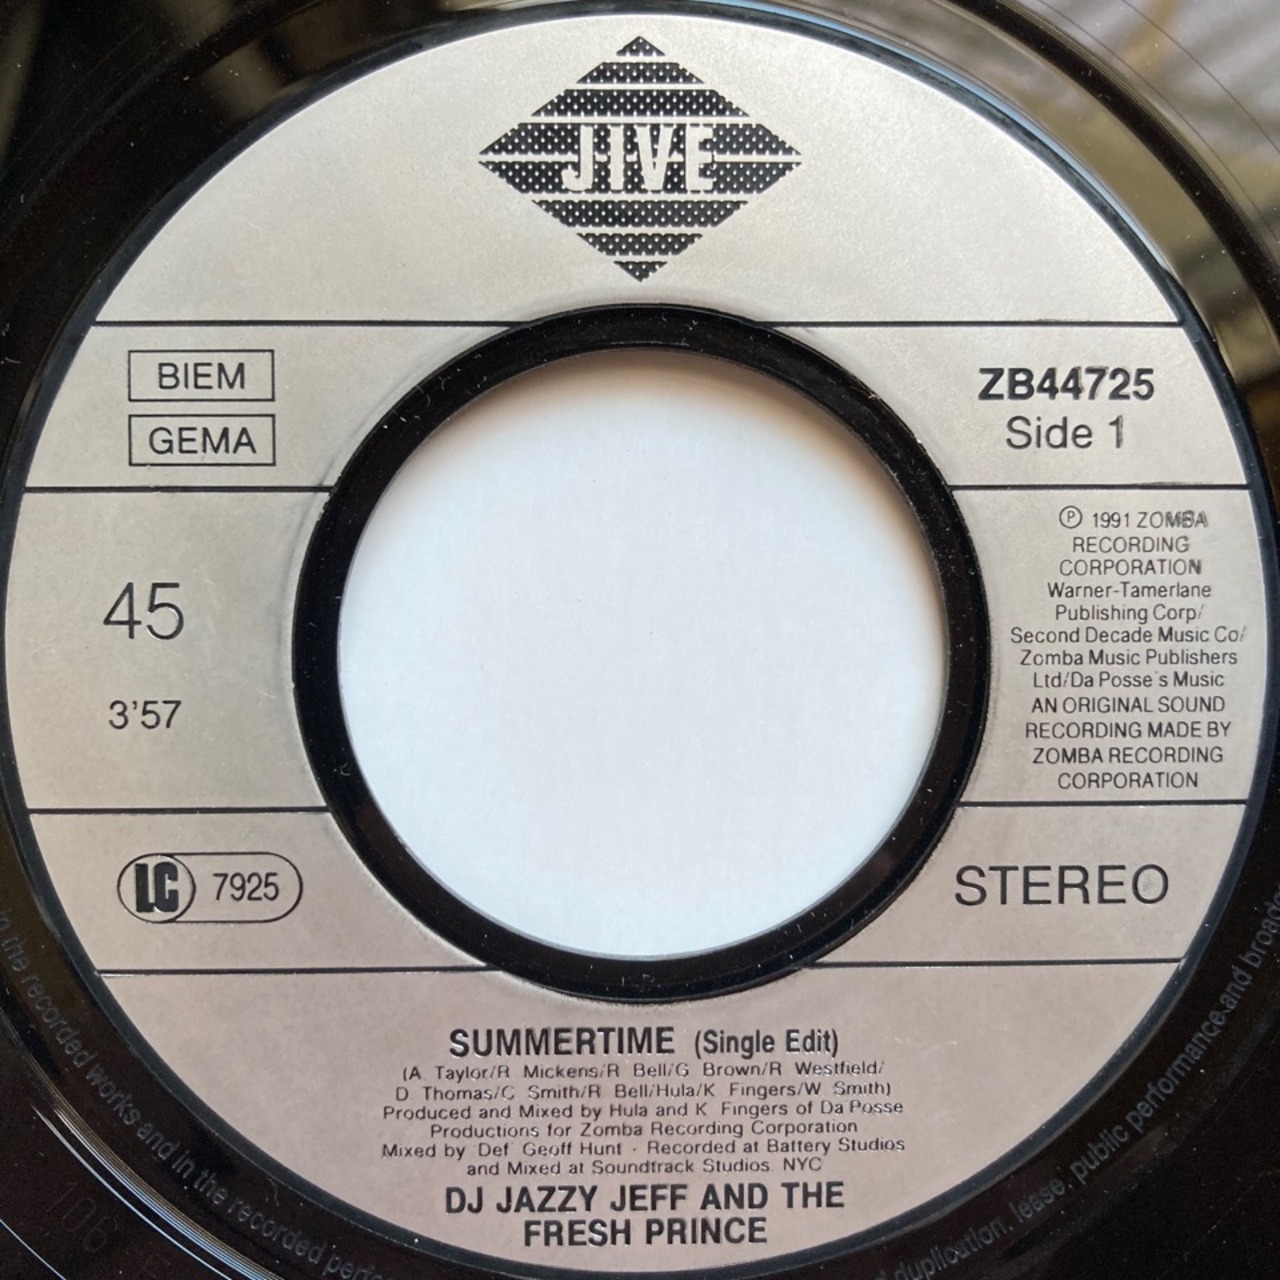 JIVE
BIEM
GEMA
ZB44725
Side 1
45
3'57
Ⓟ 1991 ZOMBA
RECORDING
CORPORATION
Warner-Tamerlane
Publishing Corp/
Second Decade Music Co/
Zomba Music Publishers
Ltd/Da Posse's Music
AN ORIGINAL SOUND
RECORDING MADE BY
ZOMBA RECORDING
CORPORATION
LC 7925
STEREO
SUMMERTIME (Single Edit)
(A Taylor/R Mickens/R Bell/G Brown/R Westfield/
D Thomas/C Smith/R Bell/Hula/K Fingers/W Smith)
Produced and Mixed by Hula and K Fingers of Da Posse
Productions for Zomba Recording Corporation
Mixed by 'Def' Geoff Hunt · Recorded at Battery Studios
and Mixed at Soundtrack Studios. NYC
DJ JAZZY JEFF AND THE
FRESH PRINCE
in the recorded works and in the recorded
duplication, lease, public performance and